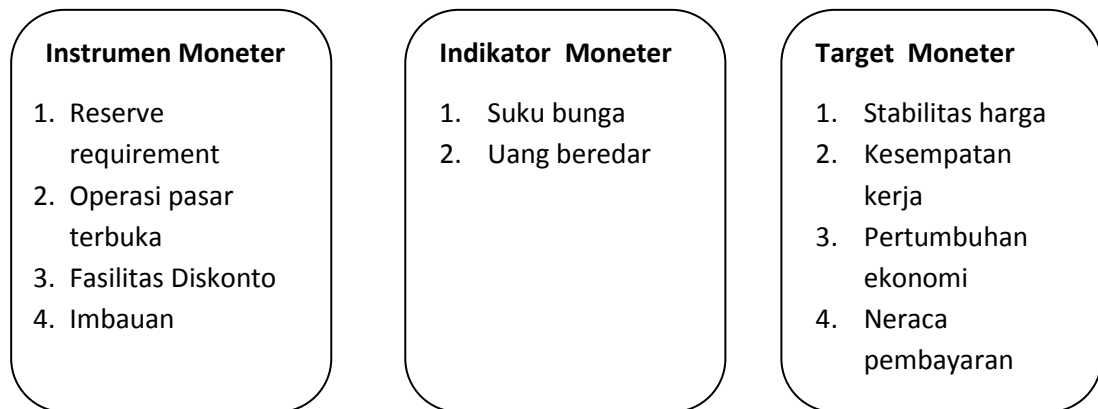 Instrumen Moneter
1. Reserve
requirement
2. Operasi pasar
terbuka
3. Fasilitas Diskonto
4. Imbauan
Indikator Moneter
1. Suku bunga
2. Uang beredar
Target Moneter
1. Stabilitas harga
2. Kesempatan
kerja
3. Pertumbuhan
ekonomi
4. Neraca
pembayaran